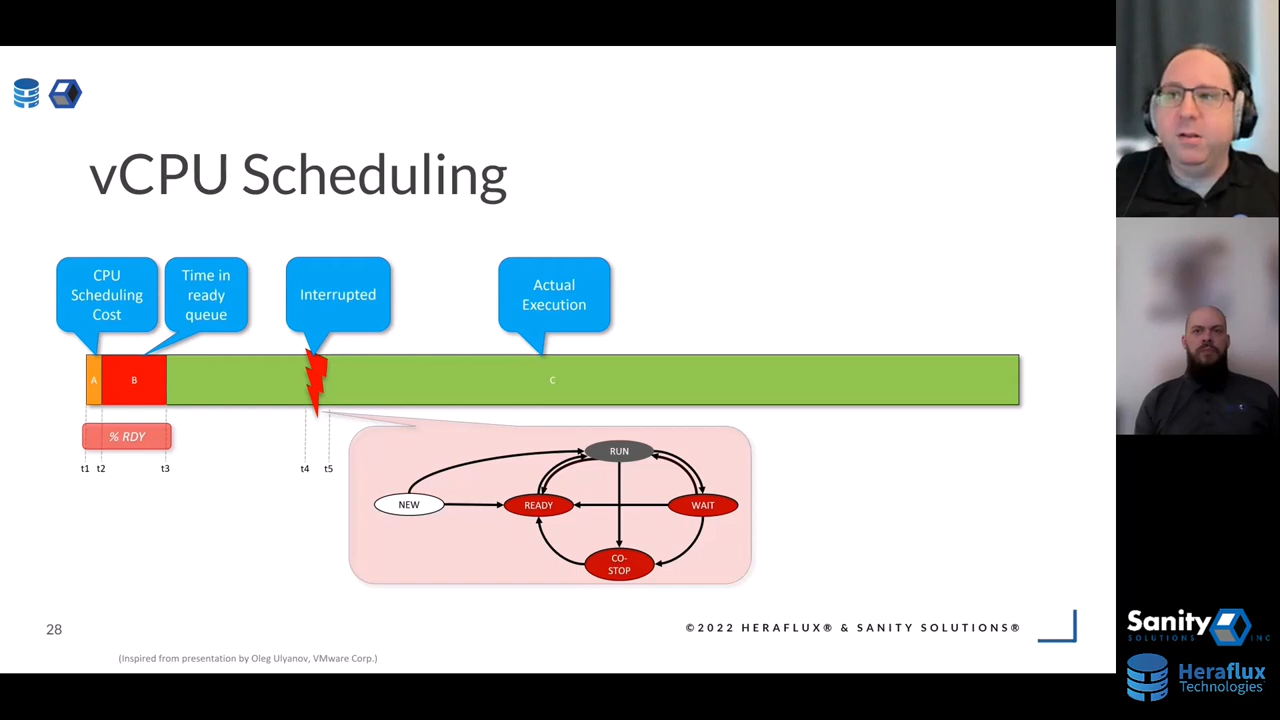 vCPU Scheduling
CPU
Scheduling
Cost
Time in
ready
queue
Interrupted
Actual
Execution
A
B
C
% RDY
t1
t2
t3
t4
t5
RUN
NEW
READY
WAIT
CO-
STOP
28
©2022 HERAFLUX® & SANITY SOLUTIONS®
(Inspired from presentation by Oleg Ulyanov, VMware Corp.)
Sanity
SOLUTIONS INC
Heraflux
Technologies